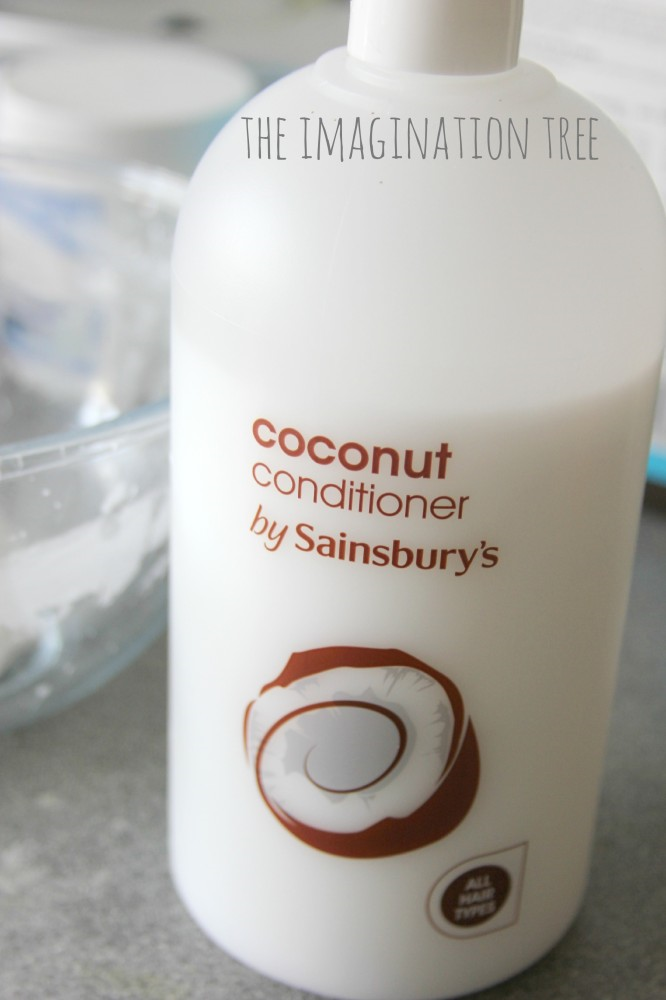 THE IMAGINATION TREE
coconut
conditioner
by Sainsbury's
ALL
HAIR
TYPES